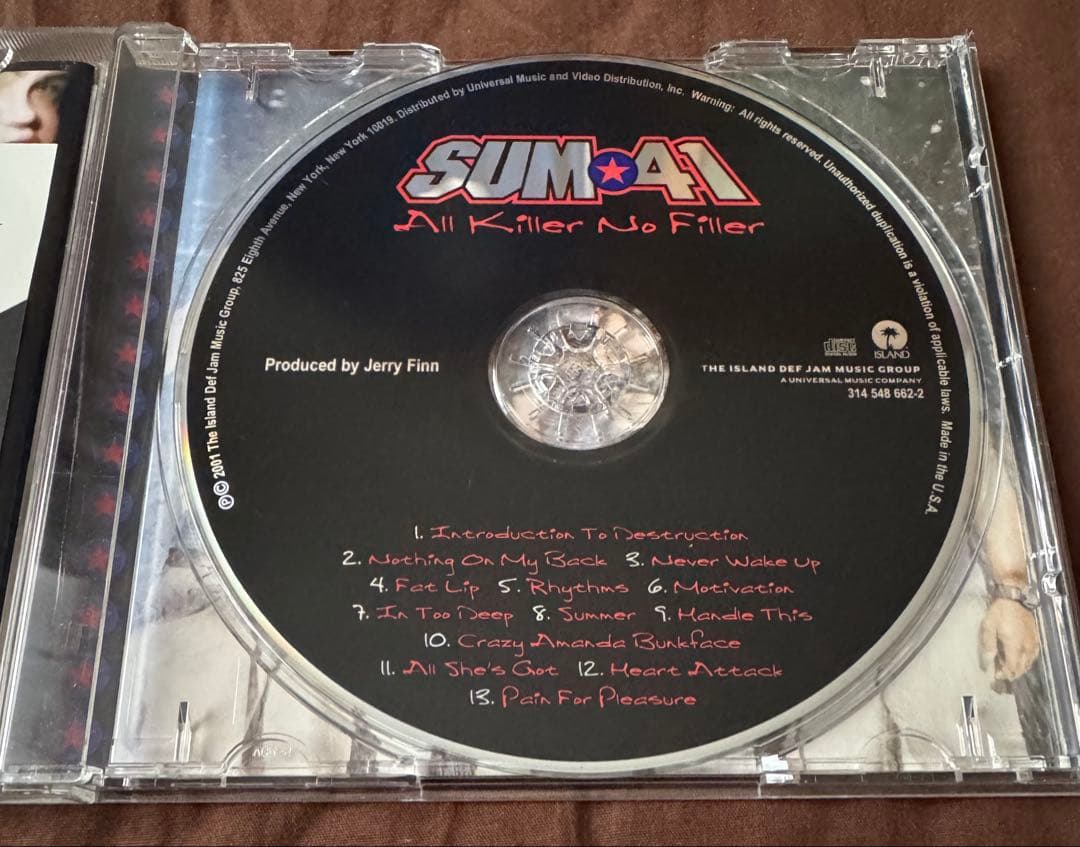 SUM★41
All Killer No Filler
Produced by Jerry Finn
COMPACT
disc
DIGITAL AUDIO
ISLAND
THE ISLAND DEF JAM MUSIC GROUP
A UNIVERSAL MUSIC COMPANY
314 548 662-2
1. Introduction To Destruction
2. Nothing On My Back 3. Never Wake Up
4. Fat Lip 5. Rhythms 6. Motivation
7. In Too Deep 8. Summer 9. Handle This
10. Crazy Amanda Bunkface
11. All She's Got 12. Heart Attack
13. Pain For Pleasure
℗© 2001 The Island Def Jam Music Group, 825 Eighth Avenue, New York, New York 10019. Distributed by Universal Music and Video Distribution, Inc. Warning: All rights reserved. Unauthorized duplication is a violation of applicable laws. Made in the U.S.A.